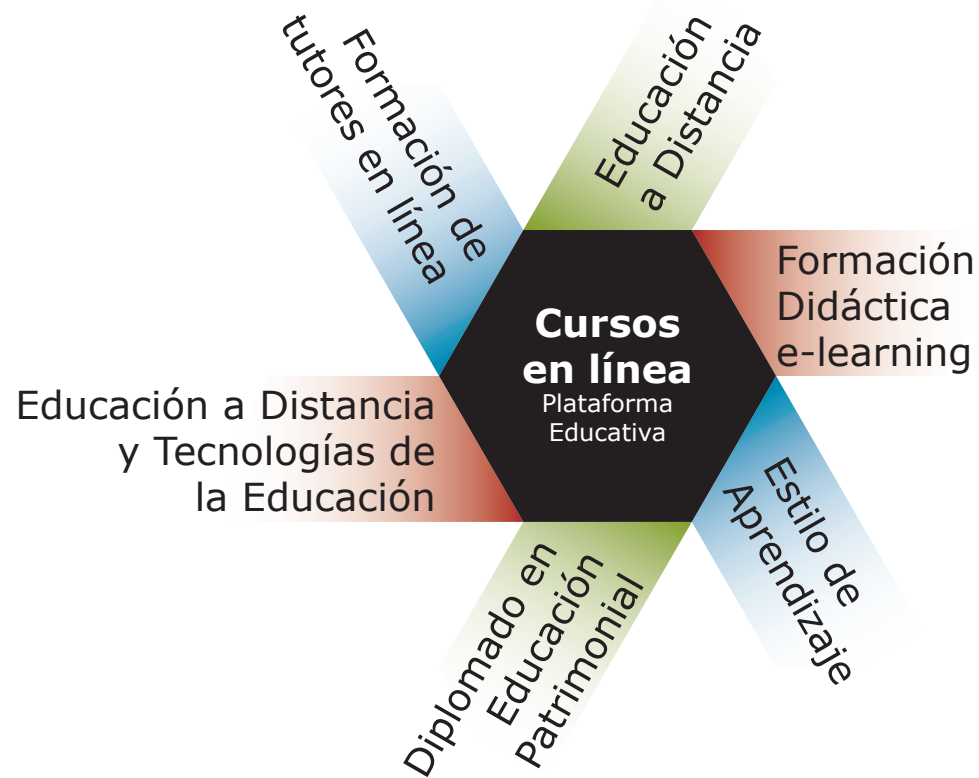 Formación de
tutores en línea
Educación
a Distancia
Formación
Didáctica
e-learning
Cursos
en línea
Plataforma
Educativa
Educación a Distancia
y Tecnologías de
la Educación
Estilo de
Aprendizaje
Diplomado en
Educación
Patrimonial